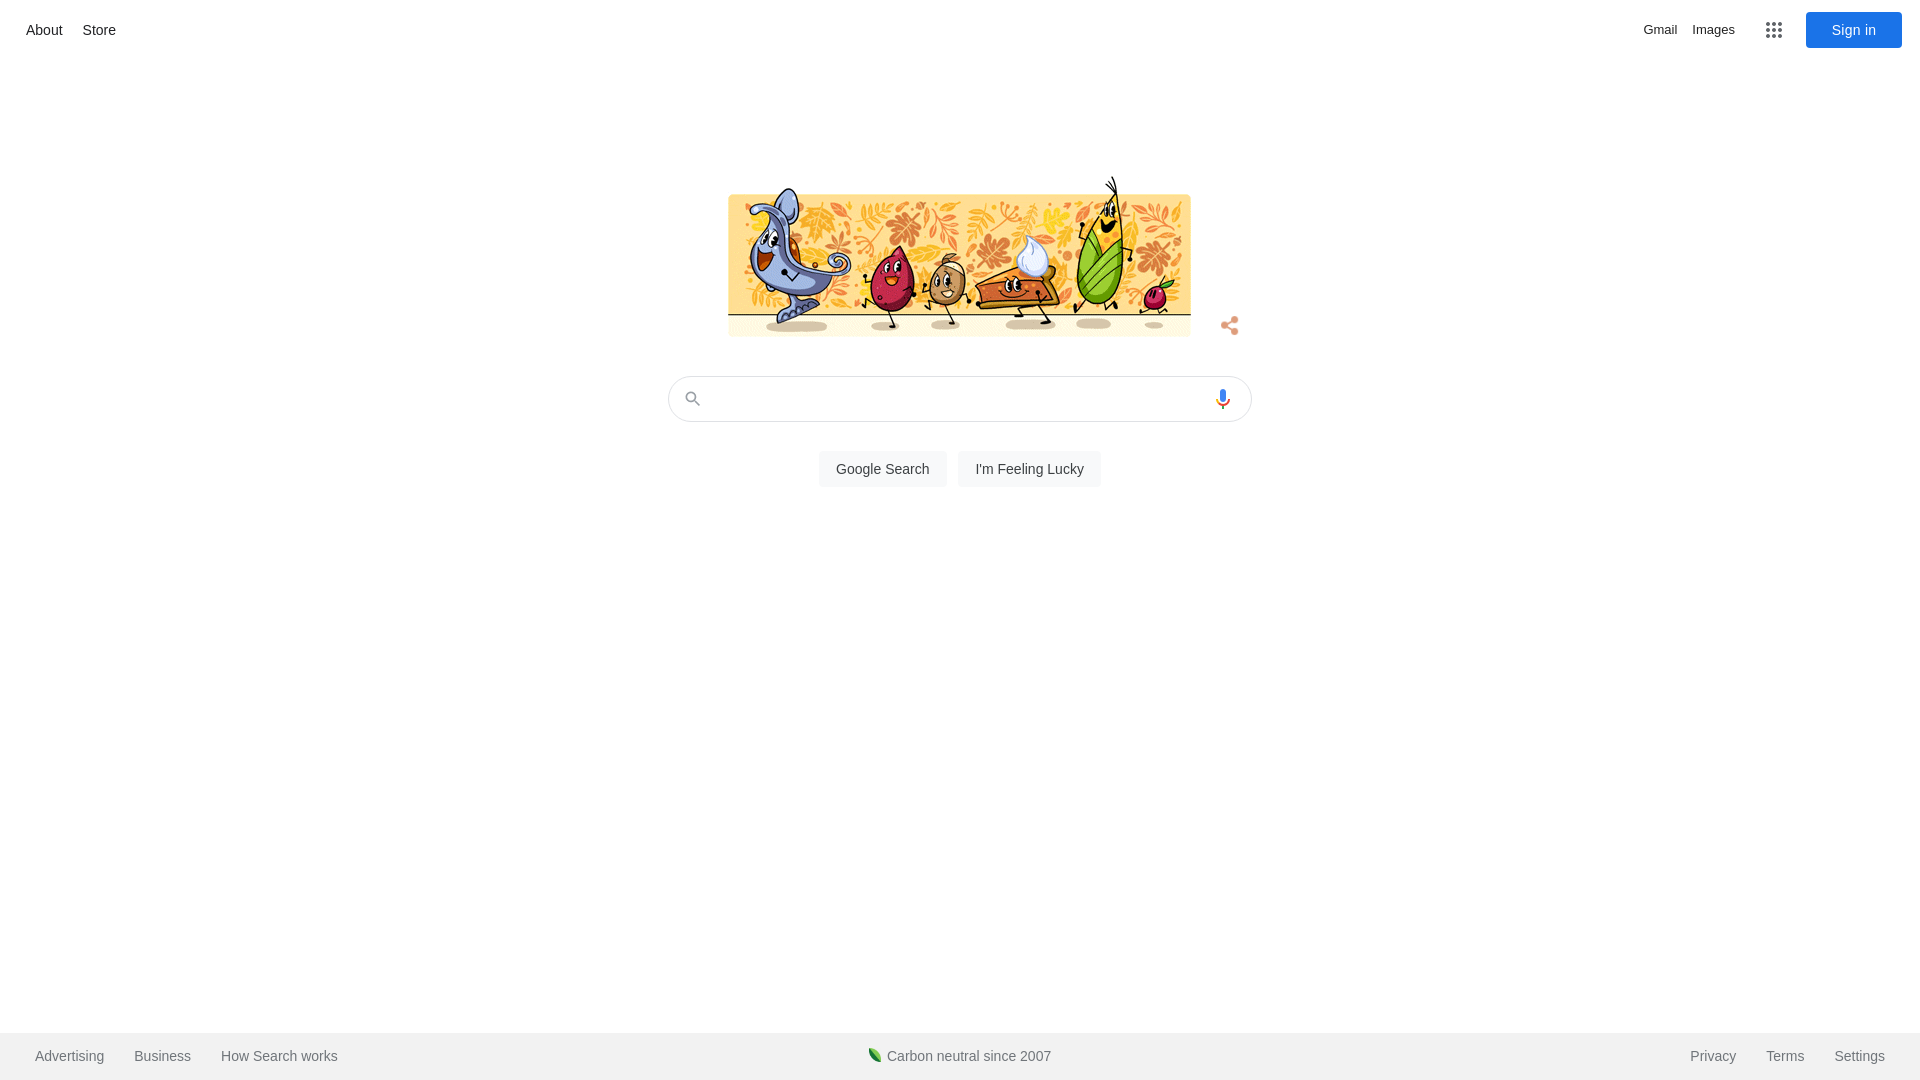 About Store
Gmail Images Sign in
Google Search I'm Feeling Lucky
Advertising Business How Search works
Carbon neutral since 2007
Privacy Terms Settings